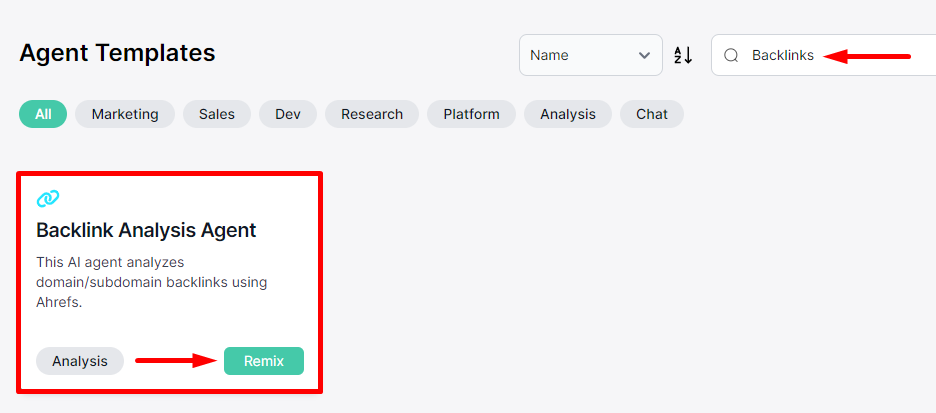 Agent Templates
Name
A
Z
Backlinks
All
Marketing
Sales
Dev
Research
Platform
Analysis
Chat
Backlink Analysis Agent
This AI agent analyzes
domain/subdomain backlinks using
Ahrefs.
Analysis
Remix